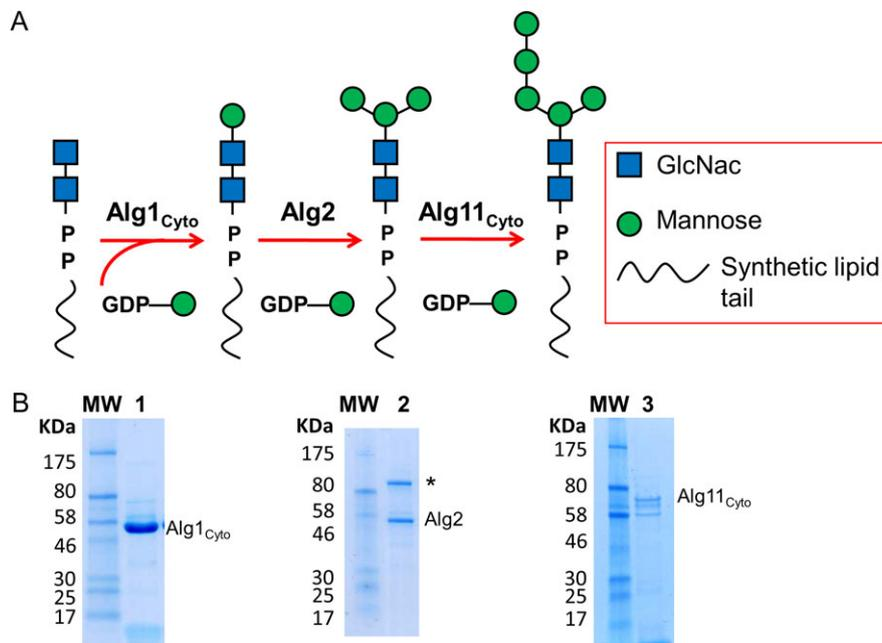 A
Alg1Cyto
Alg2
Alg11Cyto
P
P
P
P
P
P
P
P
GDP
GDP
GDP
GlcNac
Mannose
Synthetic lipid
tail
B
MW 1
KDa
175
80
58
46
30
25
17
Alg1Cyto
MW 2
KDa
175
80
58
46
30
25
17
*
Alg2
MW 3
KDa
175
80
58
46
30
25
17
Alg11Cyto